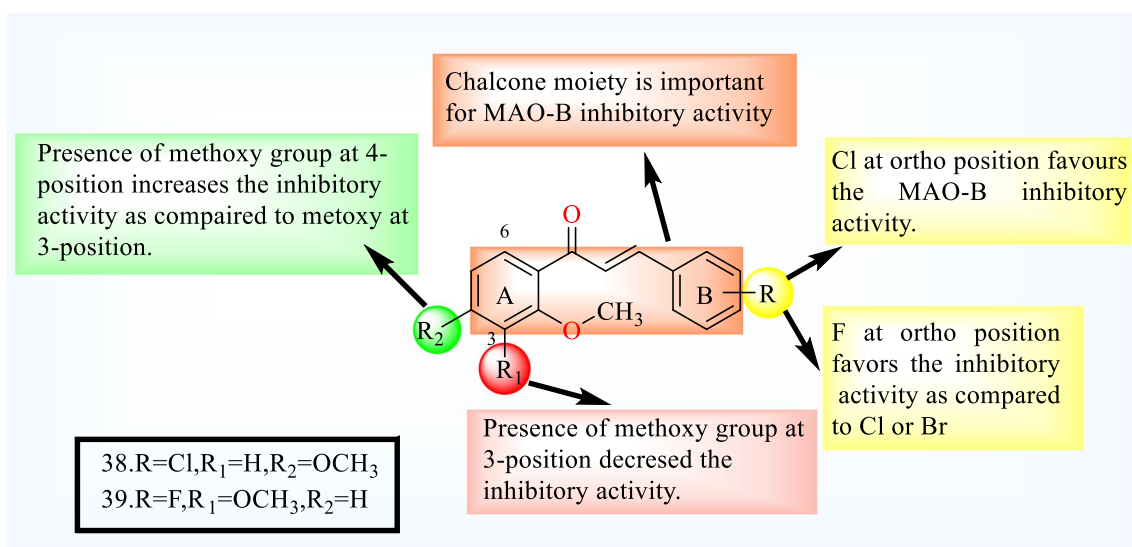 Chalcone moiety is important
for MAO-B inhibitory activity
Presence of methoxy group at 4-
position increases the inhibitory
activity as compaired to metoxy at
3-position.
Cl at ortho position favours
the MAO-B inhibitory
activity.
O
6
A
B
R
R2
3
O
CH3
R1
F at ortho position
favors the inhibitory
activity as compared
to Cl or Br
Presence of methoxy group at
3-position decresed the
inhibitory activity.
38.R=Cl,R1=H,R2=OCH3
39.R=F,R1=OCH3,R2=H